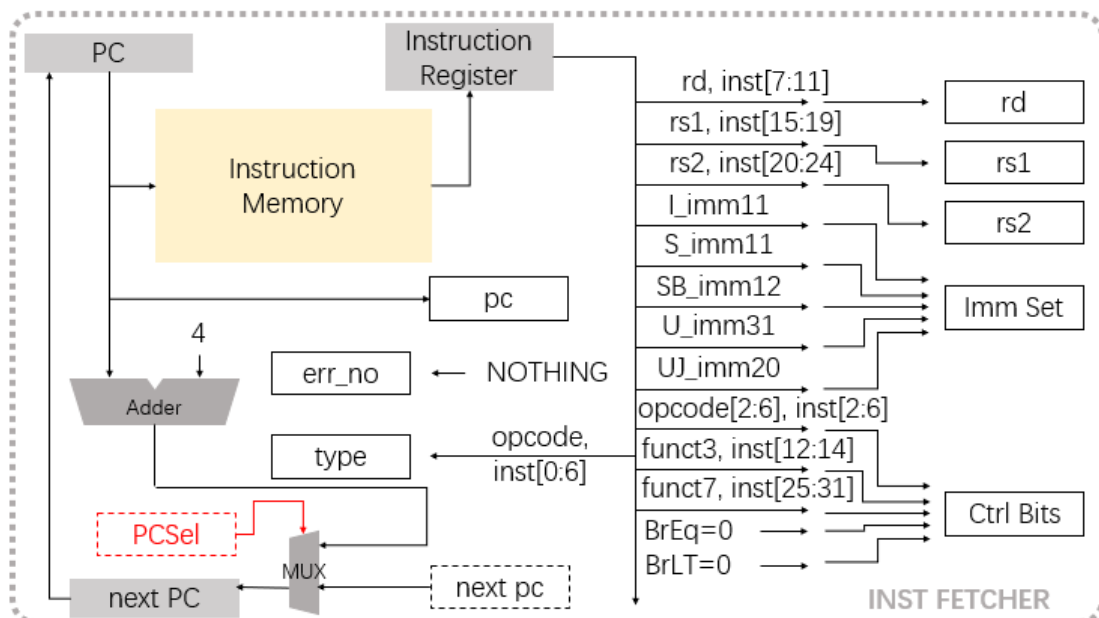 PC
Instruction
Register
Instruction
Memory
pc
4
Adder
err_no
NOTHING
type
opcode,
inst[0:6]
PCSel
MUX
next PC
next pc
rd, inst[7:11]
rs1, inst[15:19]
rs2, inst[20:24]
I_imm11
S_imm11
SB_imm12
U_imm31
UJ_imm20
opcode[2:6], inst[2:6]
funct3, inst[12:14]
funct7, inst[25:31]
BrEq=0
BrLT=0
rd
rs1
rs2
Imm Set
Ctrl Bits
INST FETCHER